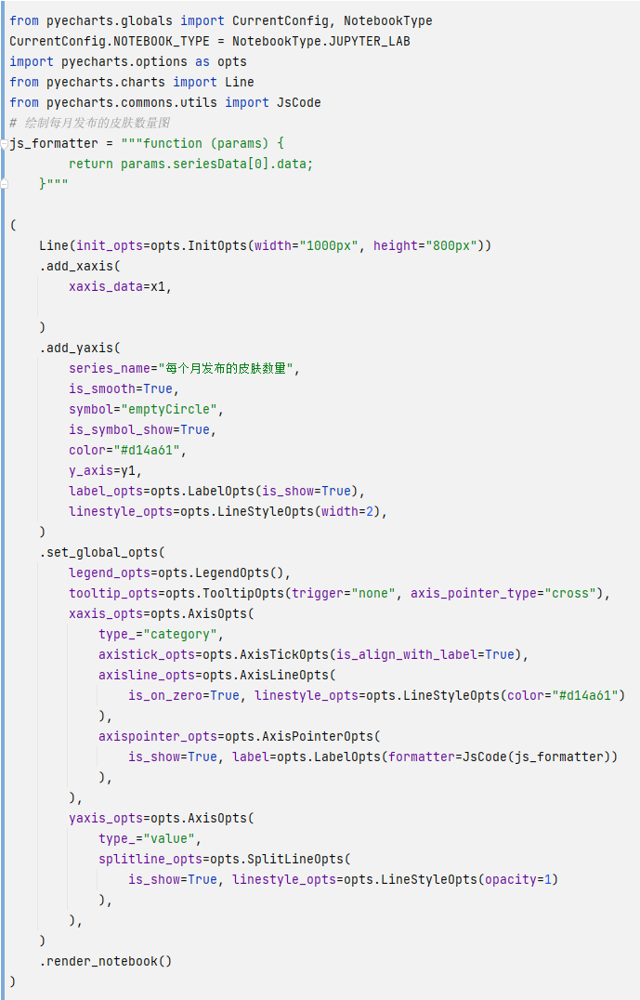 from pyecharts.globals import CurrentConfig, NotebookType
CurrentConfig.NOTEBOOK_TYPE = NotebookType.JUPYTER_LAB
import pyecharts.options as opts
from pyecharts.charts import Line
from pyecharts.commons.utils import JsCode
# 绘制每月发布的皮肤数量图
js_formatter = """function (params) {
        return params.seriesData[0].data;
    }"""

(
    Line(init_opts=opts.InitOpts(width="1000px", height="800px"))
    .add_xaxis(
        xaxis_data=x1,

    )
    .add_yaxis(
        series_name="每个月发布的皮肤数量",
        is_smooth=True,
        symbol="emptyCircle",
        is_symbol_show=True,
        color="#d14a61",
        y_axis=y1,
        label_opts=opts.LabelOpts(is_show=True),
        linestyle_opts=opts.LineStyleOpts(width=2),
    )
    .set_global_opts(
        legend_opts=opts.LegendOpts(),
        tooltip_opts=opts.TooltipOpts(trigger="none", axis_pointer_type="cross"),
        xaxis_opts=opts.AxisOpts(
            type_="category",
            axistick_opts=opts.AxisTickOpts(is_align_with_label=True),
            axisline_opts=opts.AxisLineOpts(
                is_on_zero=True, linestyle_opts=opts.LineStyleOpts(color="#d14a61")
            ),
            axispointer_opts=opts.AxisPointerOpts(
                is_show=True, label=opts.LabelOpts(formatter=JsCode(js_formatter))
            ),
        ),
        yaxis_opts=opts.AxisOpts(
            type_="value",
            splitline_opts=opts.SplitLineOpts(
                is_show=True, linestyle_opts=opts.LineStyleOpts(opacity=1)
            ),
        ),
    )
    .render_notebook()
)